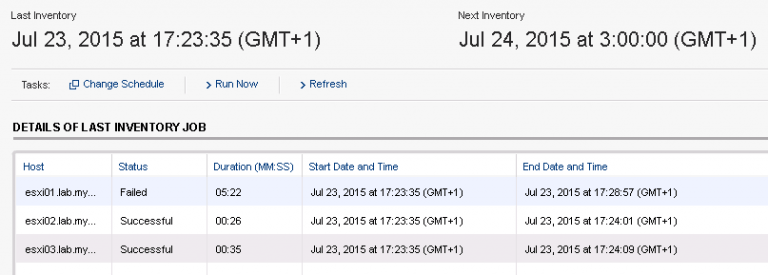 Last Inventory Next Inventory
Jul 23, 2015 at 17:23:35 (GMT+1) Jul 24, 2015 at 3:00:00 (GMT+1)
Tasks: Change Schedule Run Now Refresh
DETAILS OF LAST INVENTORY JOB
Host Status Duration (MM:SS) Start Date and Time End Date and Time
esxi01.lab.my... Failed 05:22 Jul 23, 2015 at 17:23:35 (GMT+1) Jul 23, 2015 at 17:28:57 (GMT+1)
esxi02.lab.my... Successful 00:26 Jul 23, 2015 at 17:23:35 (GMT+1) Jul 23, 2015 at 17:24:01 (GMT+1)
esxi03.lab.my... Successful 00:35 Jul 23, 2015 at 17:23:35 (GMT+1) Jul 23, 2015 at 17:24:09 (GMT+1)